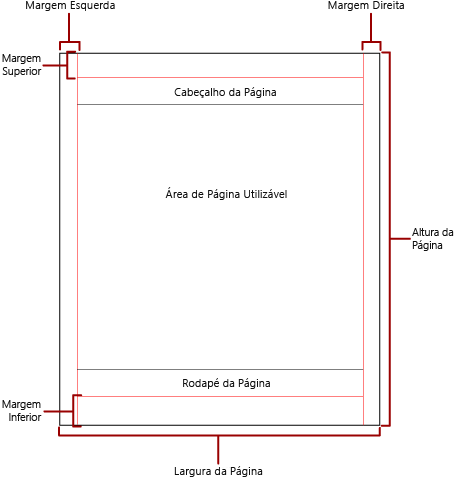 Margem Esquerda
Margem Direita
Margem
Superior
Cabeçalho da Página
Área de Página Utilizável
Altura da
Página
Rodapé da Página
Margem
Inferior
Largura da Página